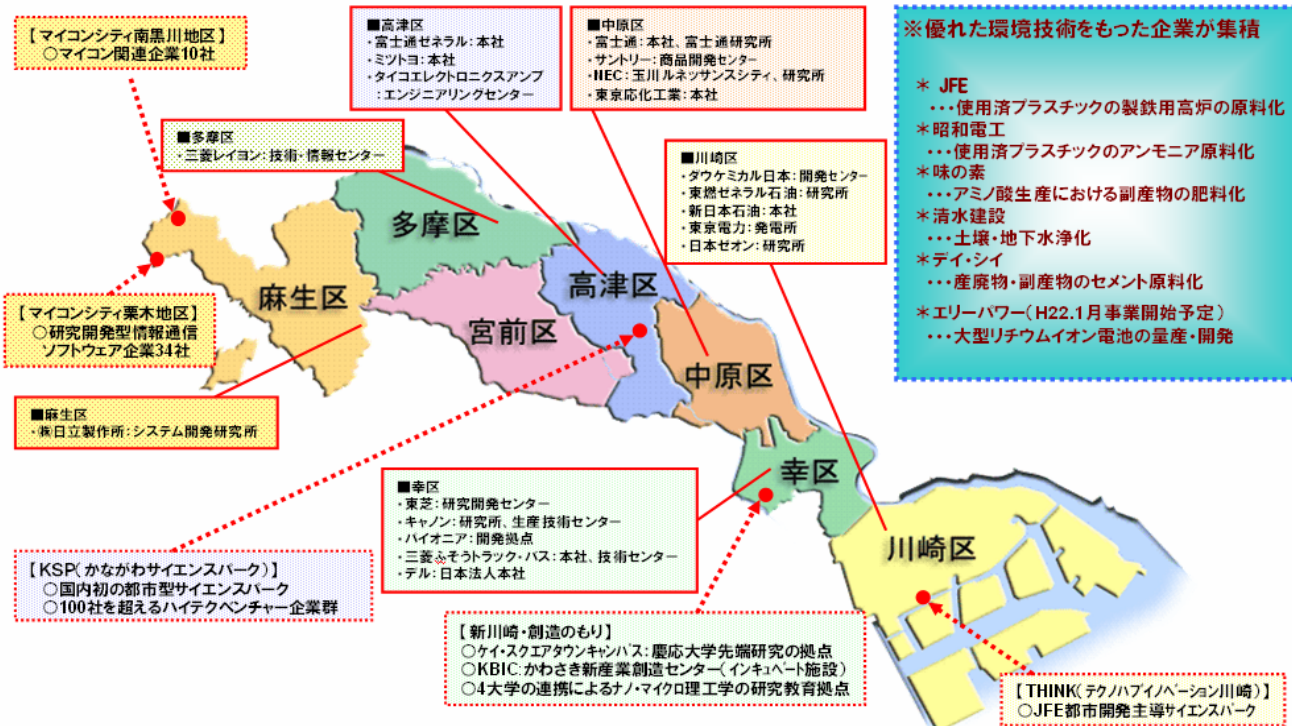 【マイコンシティ南黒川地区】
○マイコン関連企業10社
■高津区
・富士通ゼネラル：本社
・ミツトヨ：本社
・タイコエレクトロニクスアンプ
：エンジニアリングセンター
■中原区
・富士通：本社、富士通研究所
・サントリー：商品開発センター
・NEC：玉川ルネッサンスシティ、研究所
・東京応化工業：本社
※優れた環境技術をもった企業が集積
＊ JFE
・・・使用済プラスチックの製鉄用高炉の原料化
＊昭和電工
・・・使用済プラスチックのアンモニア原料化
＊味の素
・・・アミノ酸生産における副産物の肥料化
＊清水建設
・・・土壌・地下水浄化
＊デイ・シイ
・・・産廃物・副産物のセメント原料化
＊エリーパワー（H22.1月事業開始予定）
・・・大型リチウムイオン電池の量産・開発
■多摩区
・三菱レイヨン：技術・情報センター
■川崎区
・ダウケミカル日本：開発センター
・東燃ゼネラル石油：研究所
・新日本石油：本社
・東京電力：発電所
・日本ゼオン：研究所
多摩区
高津区
麻生区
宮前区
中原区
幸区
川崎区
【マイコンシティ栗木地区】
○研究開発型情報通信
ソフトウェア企業34社
■麻生区
・㈱日立製作所：システム開発研究所
■幸区
・東芝：研究開発センター
・キャノン：研究所、生産技術センター
・パイオニア：開発拠点
・三菱ふそうトラック・バス：本社、技術センター
・デル：日本法人本社
【KSP（かながわサイエンスパーク）】
○国内初の都市型サイエンスパーク
○100社を超えるハイテクベンチャー企業群
【新川崎・創造のもり】
○ケイ・スクエアタウンキャンパス：慶応大学先端研究の拠点
○KBIC：かわさき新産業創造センター（インキュベート施設）
○4大学の連携によるナノ・マイクロ理工学の研究教育拠点
【THINK（テクノハブイノベーション川崎）】
○JFE都市開発主導サイエンスパーク